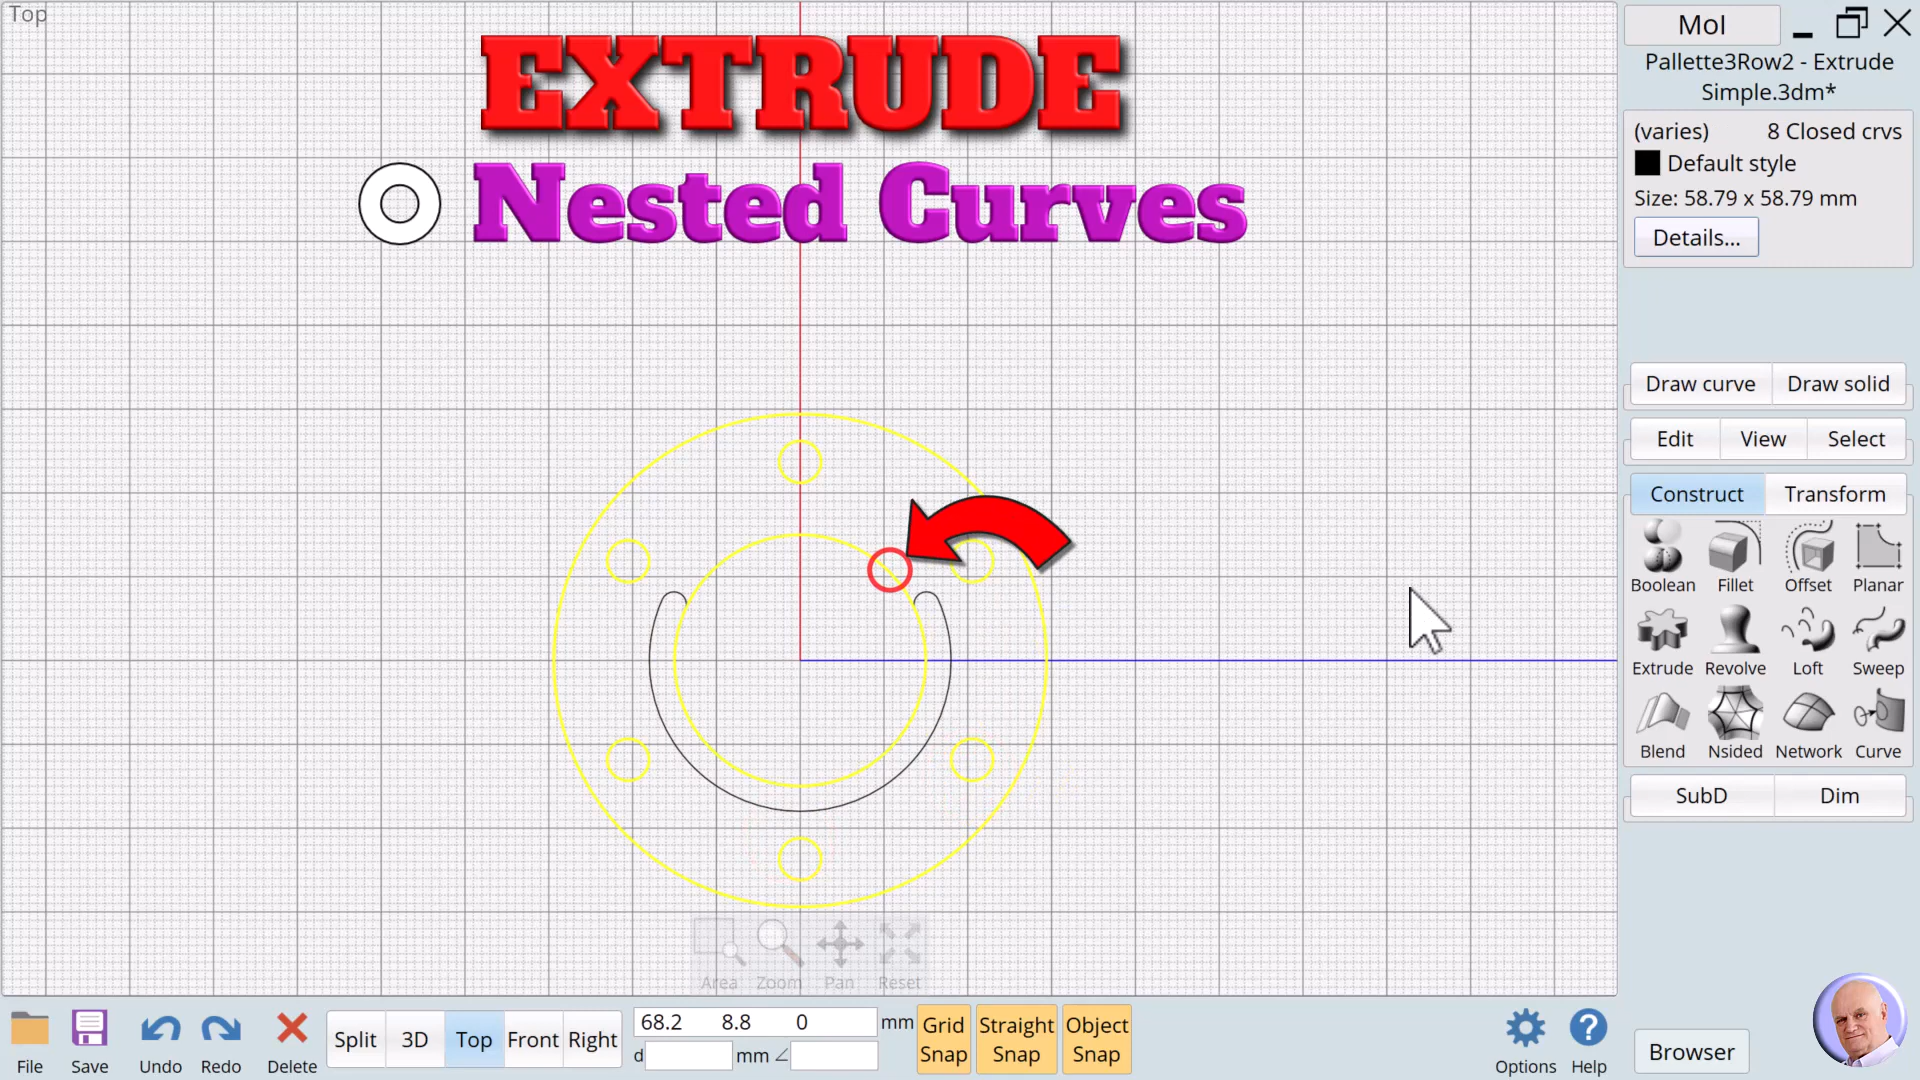 Top
EXTRUDE
Nested Curves
MoI
Pallette3Row2 - Extrude
Simple.3dm*
(varies) 8 Closed crvs
Default style
Size: 58.79 x 58.79 mm
Details...
Draw curve Draw solid
Edit View Select
Construct Transform
Boolean Fillet Offset Planar
Extrude Revolve Loft Sweep
Blend Nsided Network Curve
SubD Dim
Area Zoom Pan Reset
File Save Undo Redo Delete
Split 3D Top Front Right
68.2 8.8 0 mm
d mm ∠
Grid
Snap
Straight
Snap
Object
Snap
Options Help
Browser